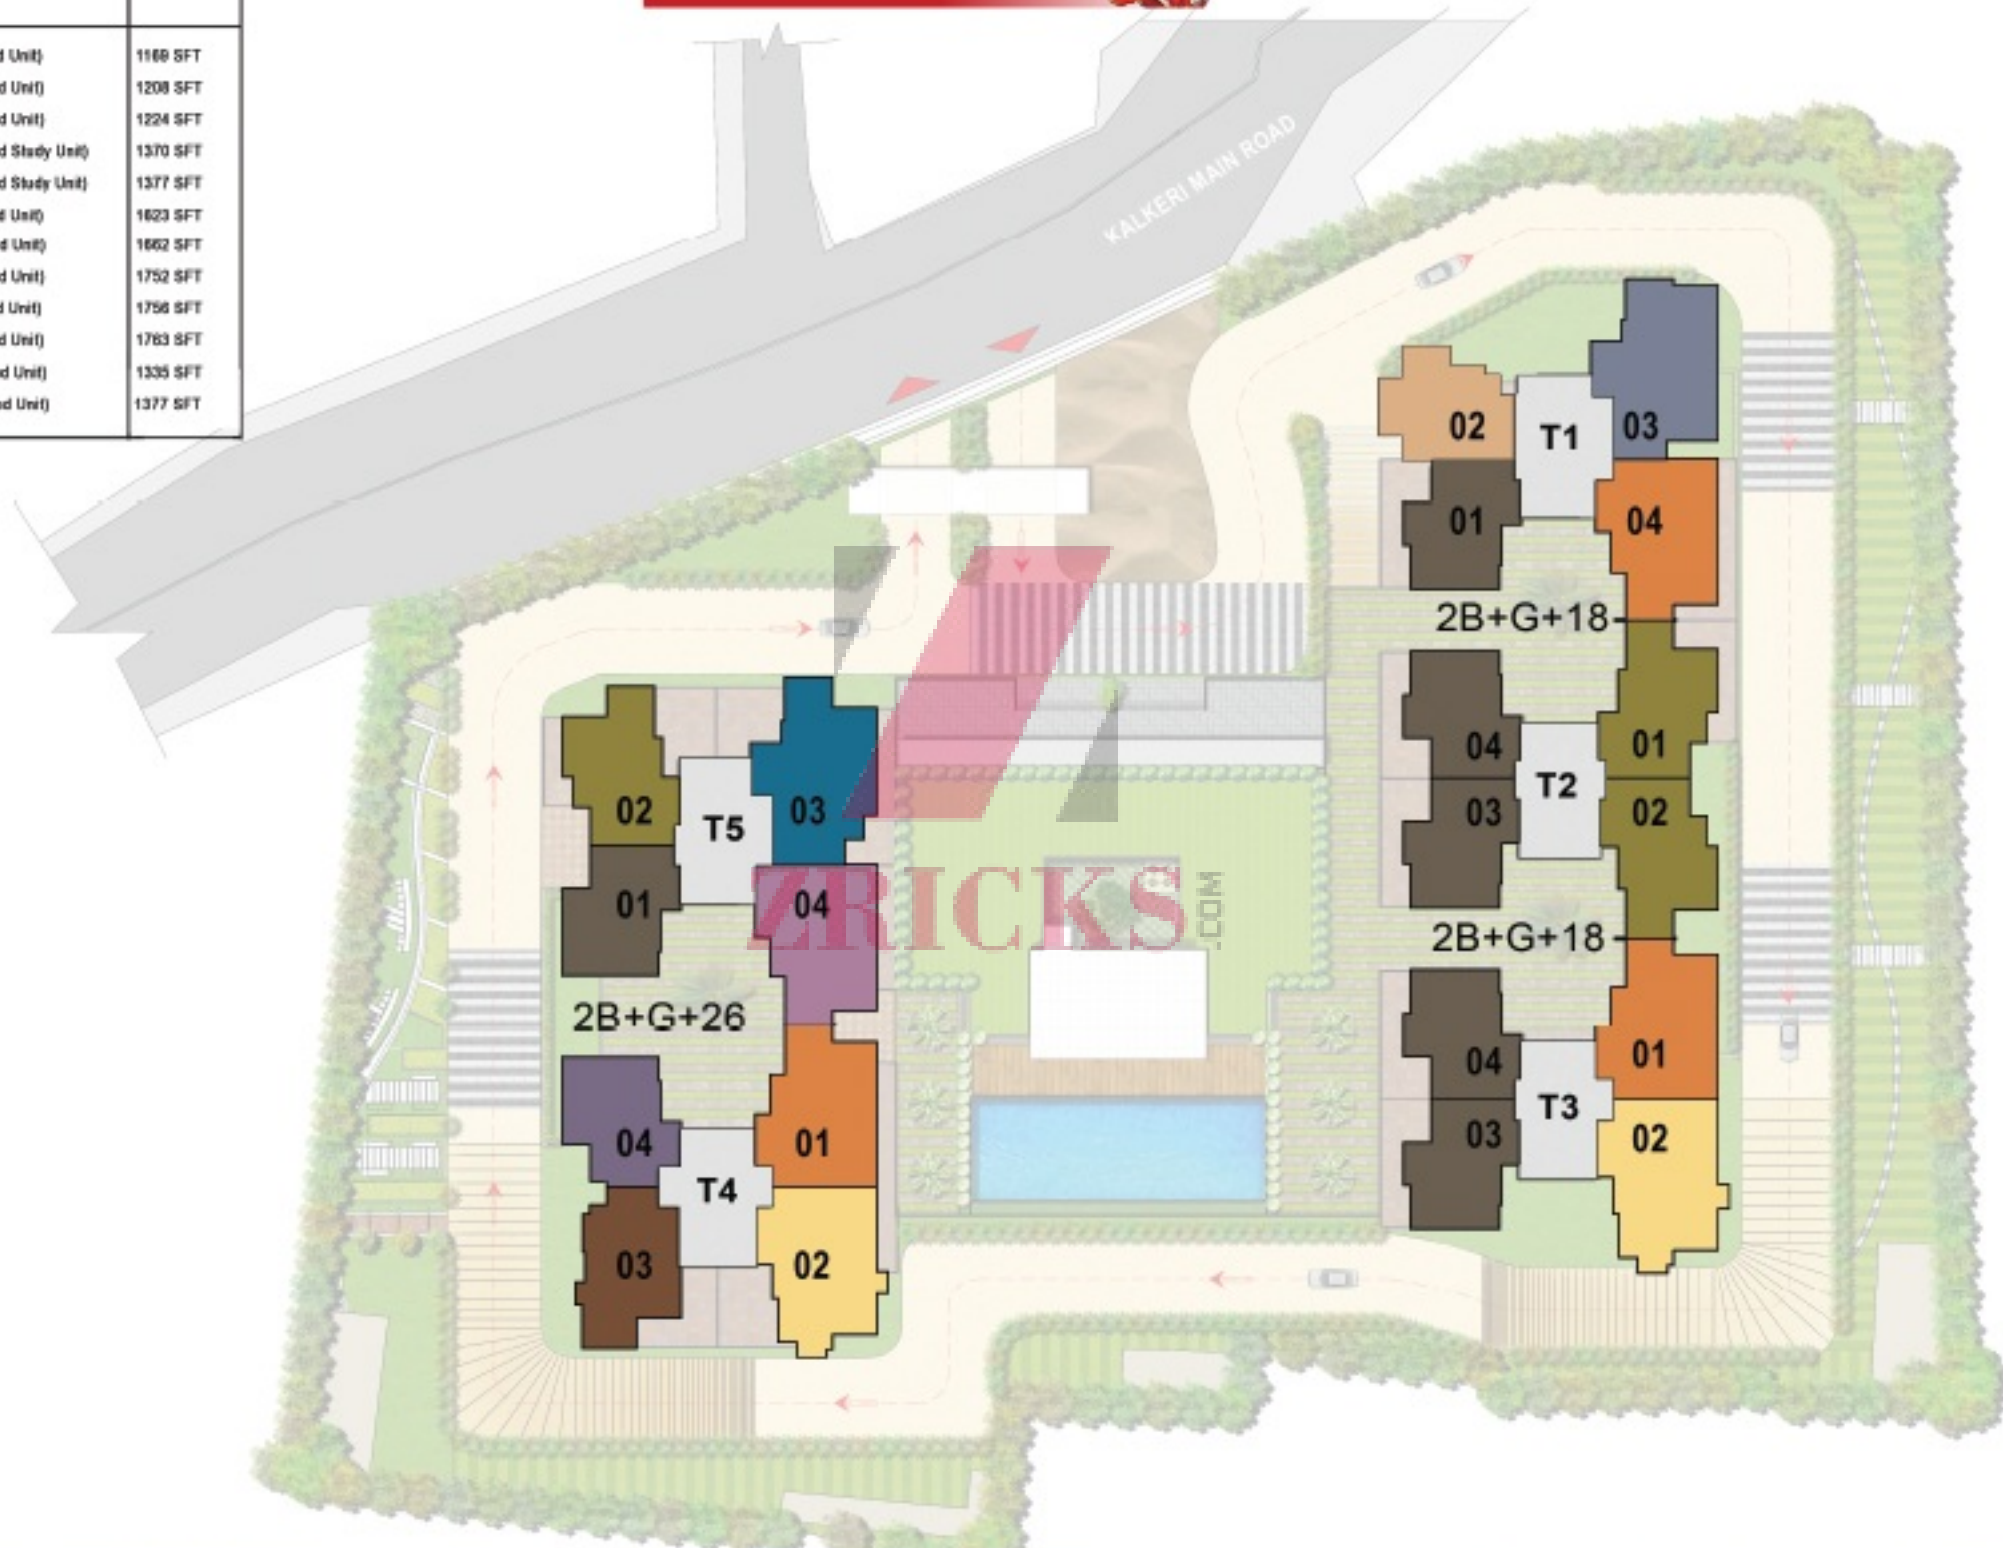 d Unit) 1169 SFT
d Unit) 1208 SFT
d Unit) 1224 SFT
d Study Unit) 1370 SFT
d Study Unit) 1377 SFT
d Unit) 1623 SFT
d Unit) 1662 SFT
d Unit) 1752 SFT
d Unit) 1756 SFT
d Unit) 1763 SFT
ed Unit) 1335 SFT
ed Unit) 1377 SFT
KALKERI MAIN ROAD
02 T1 03
01 04
2B+G+18
04 T2 01
03 02
2B+G+18
04 T3 01
03 02
02 T5 03
01 04
2B+G+26
04 T4 01
03 02
ZRICKS
.COM